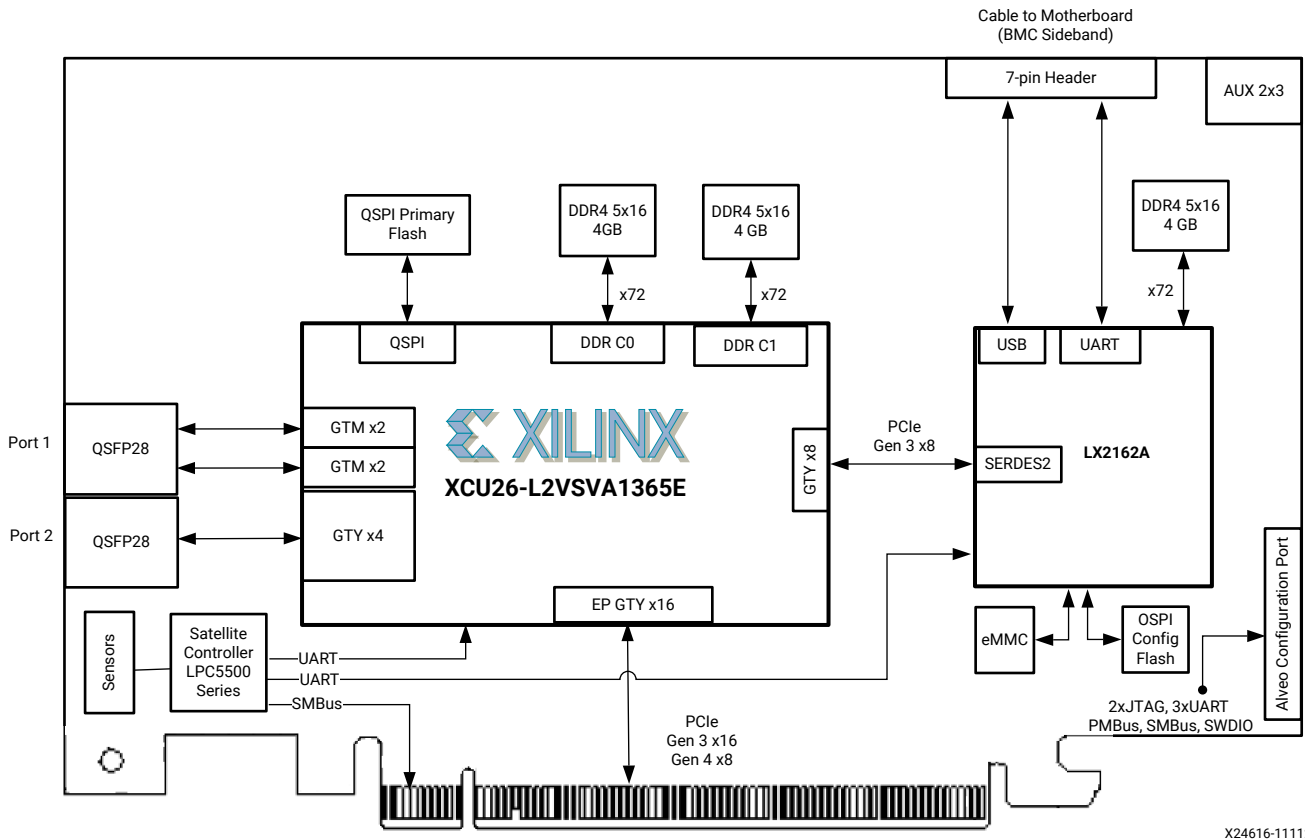 Cable to Motherboard
(BMC Sideband)
7-pin Header
AUX 2x3
QSPI Primary
Flash
DDR4 5x16
4GB
DDR4 5x16
4 GB
DDR4 5x16
4 GB
x72
x72
x72
QSPI
DDR C0
DDR C1
USB
UART
Port 1
QSFP28
GTM x2
GTM x2
XILINX
XCU26-L2VSVA1365E
GTY x8
PCIe
Gen 3 x8
SERDES2
LX2162A
Port 2
QSFP28
GTY x4
EP GTY x16
Sensors
Satellite
Controller
LPC5500
Series
UART
UART
SMBus
eMMC
OSPI
Config
Flash
Alveo Configuration Port
2xJTAG, 3xUART
PMBus, SMBus, SWDIO
PCIe
Gen 3 x16
Gen 4 x8
X24616-1111